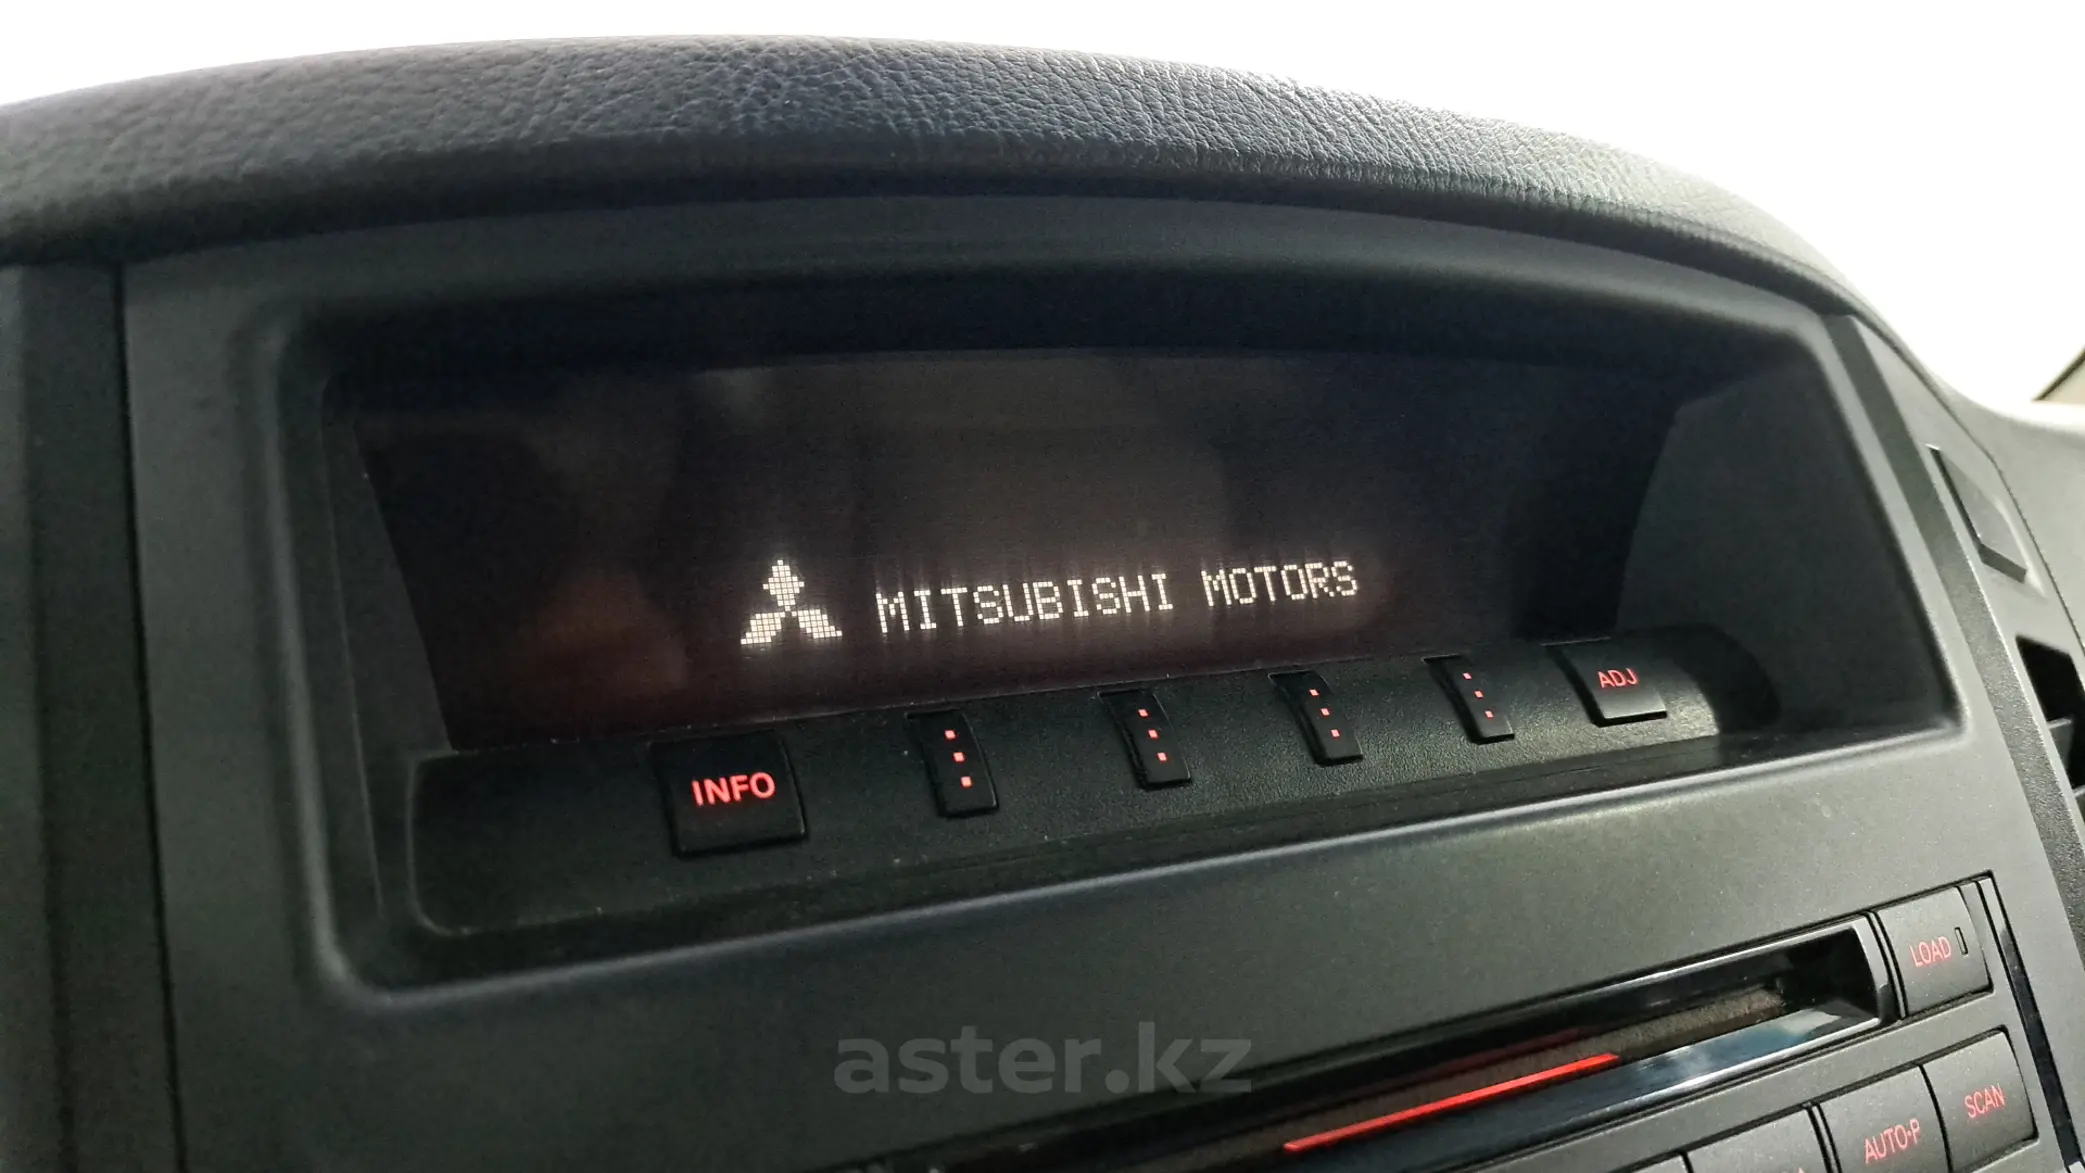 MITSUBISHI MOTORS
INFO
ADJ
LOAD
aster.kz
AUTO-P
SCAN